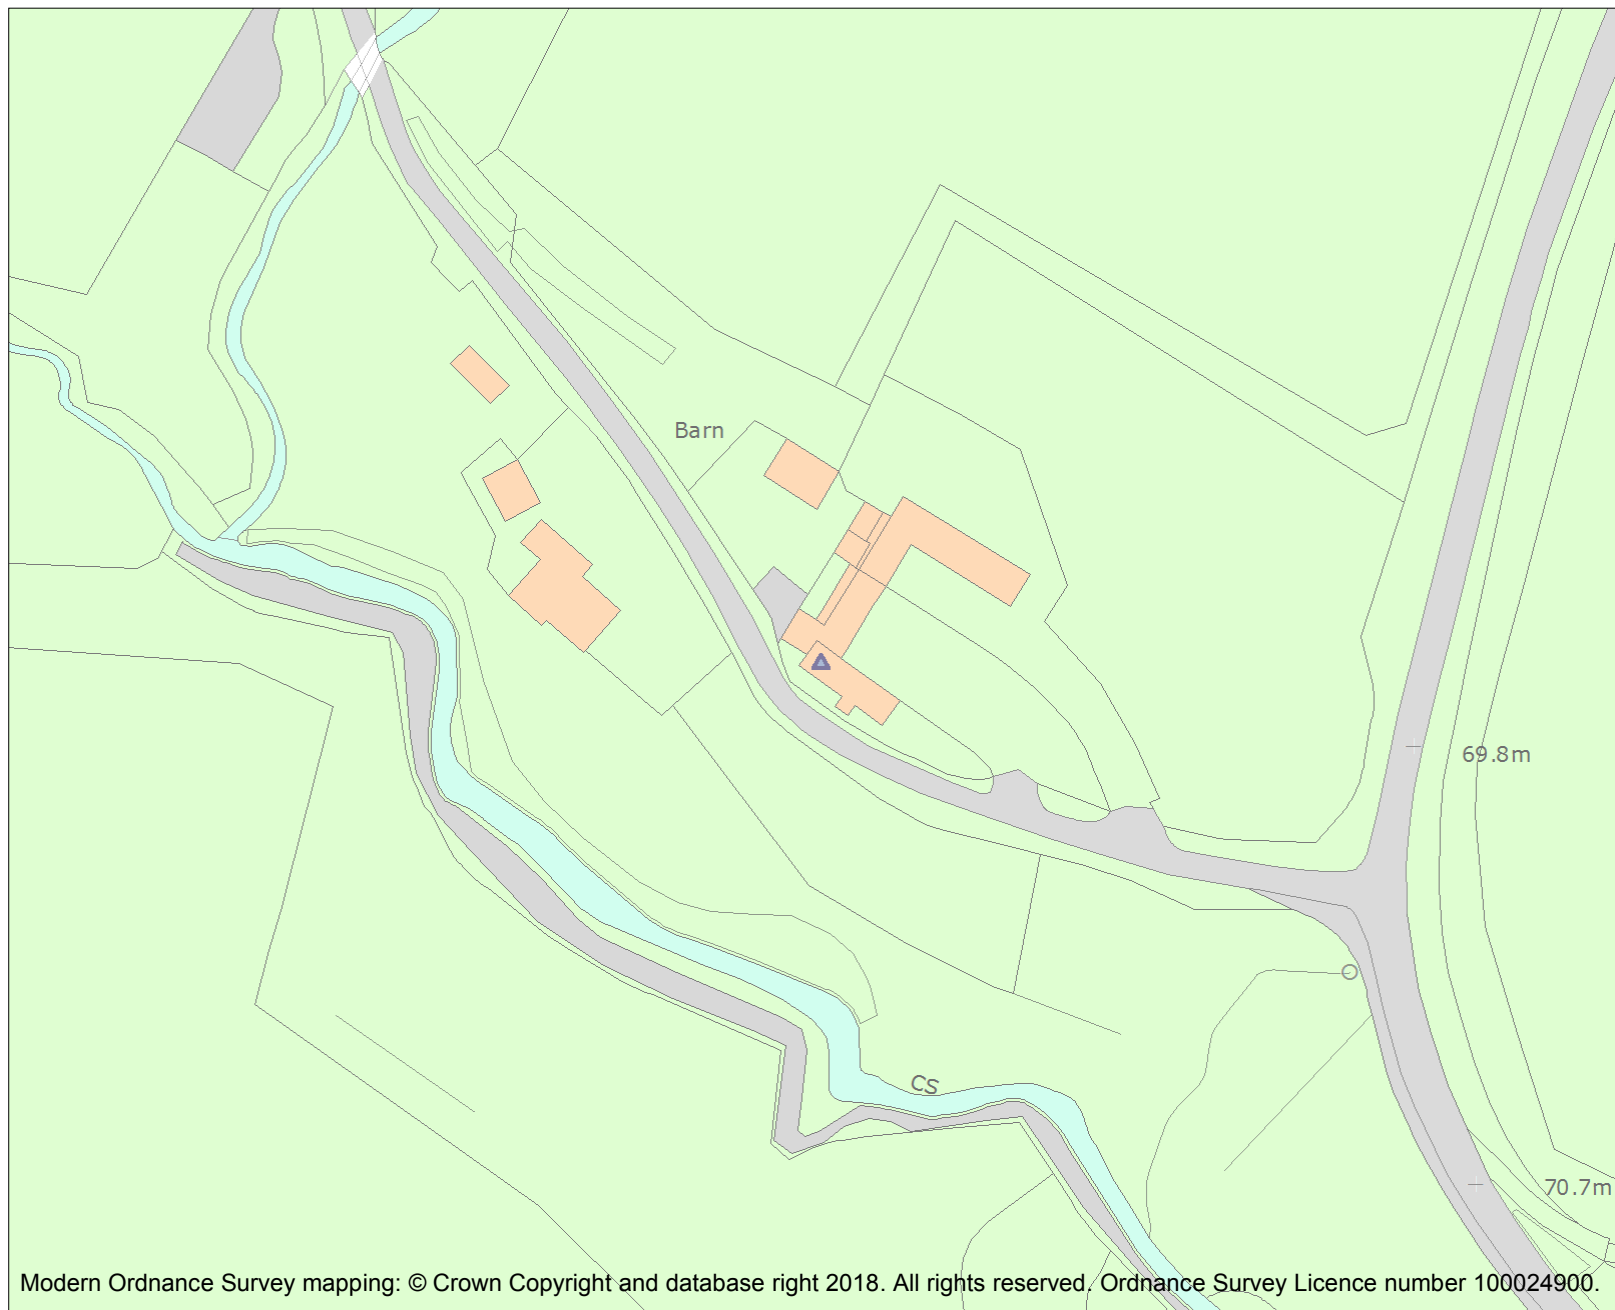 Barn
69.8m
CS
70.7m
Modern Ordnance Survey mapping: © Crown Copyright and database right 2018. All rights reserved. Ordnance Survey Licence number 100024900.